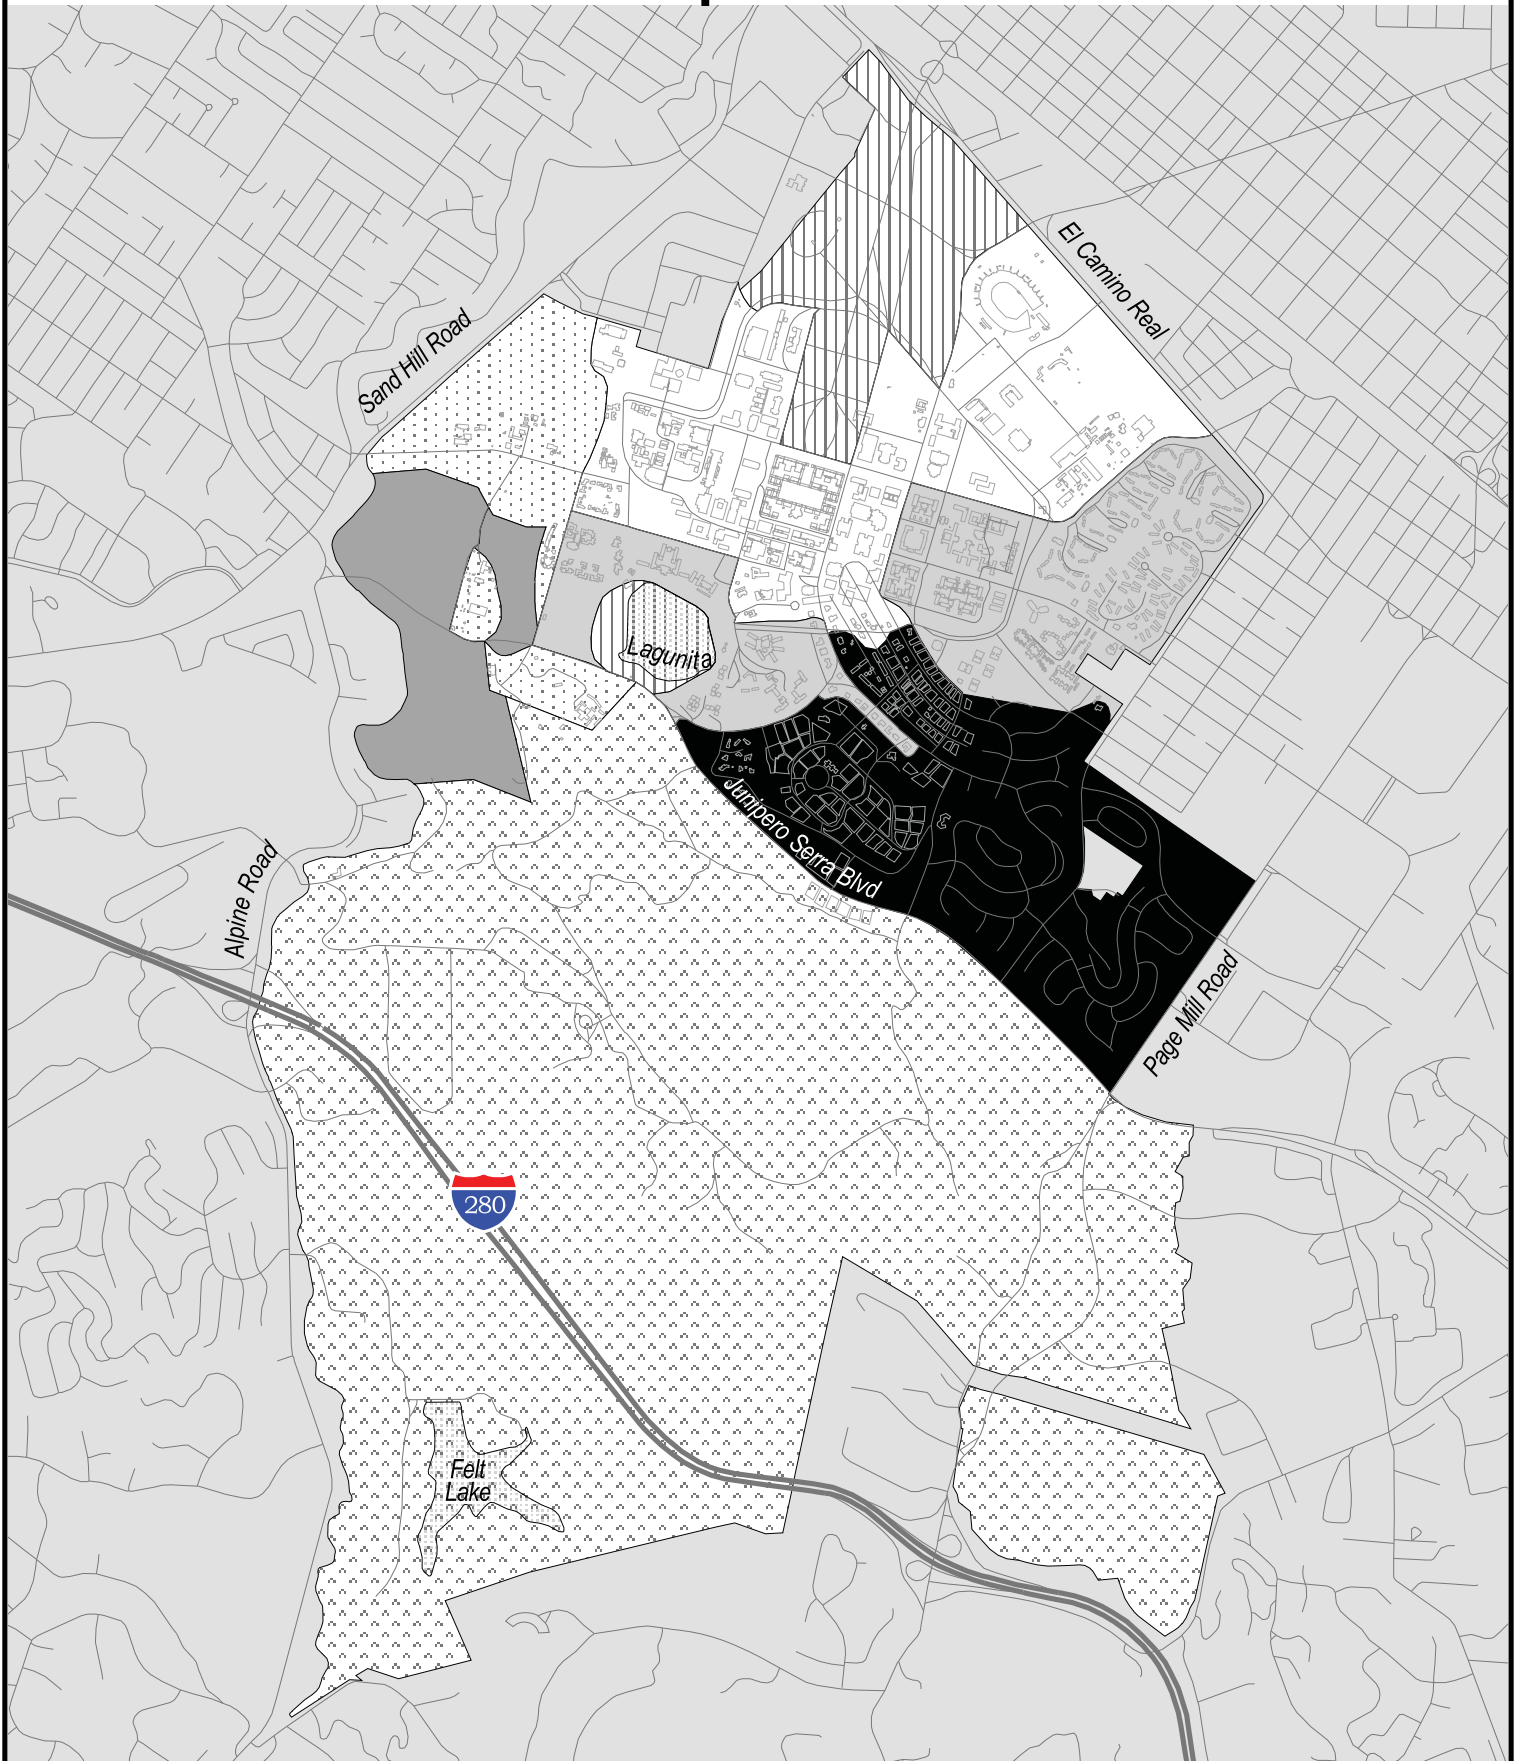 El Camino Real
Sand Hill Road
Lagunita
Junipero Serra Blvd
Alpine Road
Page Mill Road
280
Felt
Lake